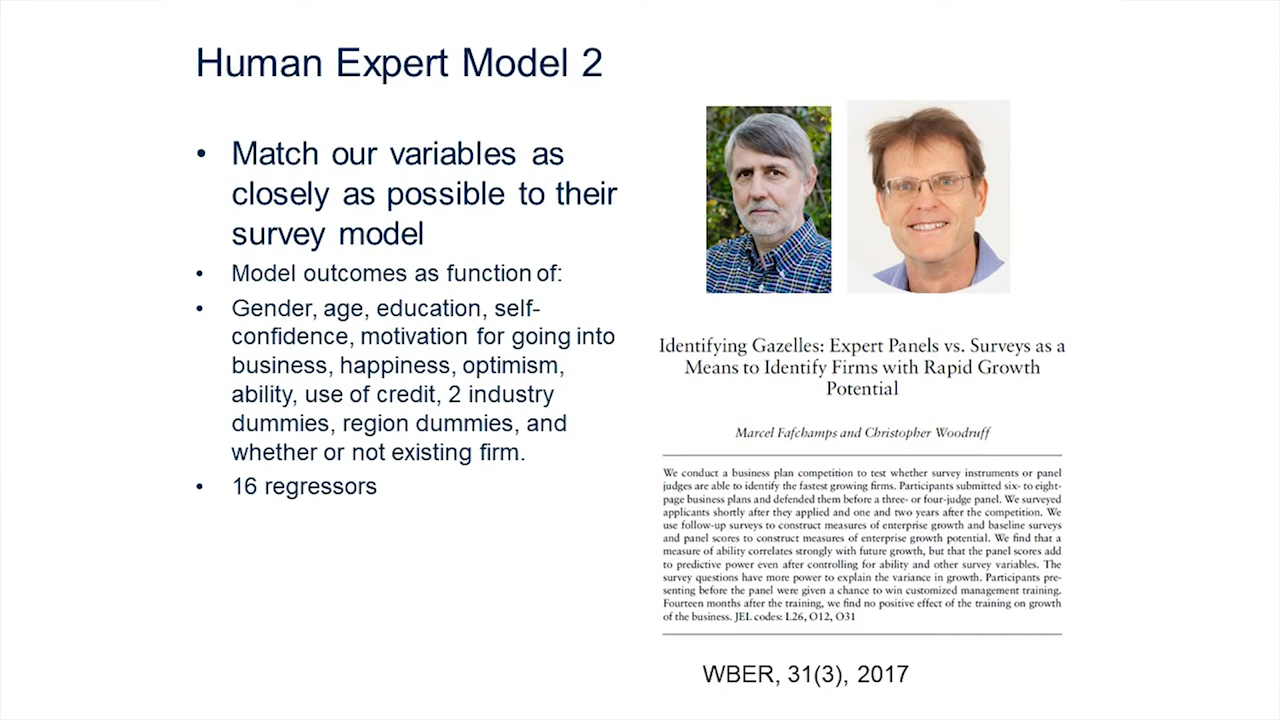 Human Expert Model 2
• Match our variables as
closely as possible to their
survey model
• Model outcomes as function of:
• Gender, age, education, self-
confidence, motivation for going into
business, happiness, optimism,
ability, use of credit, 2 industry
dummies, region dummies, and
whether or not existing firm.
• 16 regressors
Identifying Gazelles: Expert Panels vs. Surveys as a
Means to Identify Firms with Rapid Growth
Potential
Marcel Fafchamps and Christopher Woodruff
We conduct a business plan competition to test whether survey instruments or panel
judges are able to identify the fastest growing firms. Participants submitted six- to eight-
page business plans and defended them before a three- or four-judge panel. We surveyed
applicants shortly after they applied and one and two years after the competition. We
use follow-up surveys to construct measures of enterprise growth and baseline surveys
and panel scores to construct measures of enterprise growth potential. We find that a
measure of ability correlates strongly with future growth, but that the panel scores add
to predictive power even after controlling for ability and other survey variables. The
survey questions have more power to explain the variance in growth. Participants pre-
senting before the panel were given a chance to win customized management training.
Fourteen months after the training, we find no positive effect of the training on growth
of the business. JEL codes: L26, O12, O31
WBER, 31(3), 2017